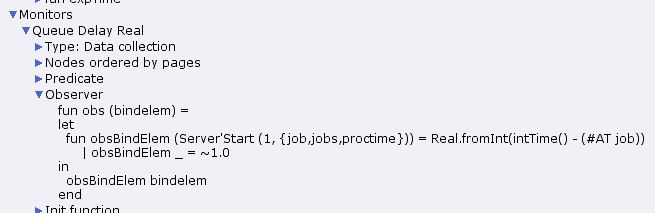 Monitors
Queue Delay Real
Type: Data collection
Nodes ordered by pages
Predicate
Observer
fun obs (bindelem) =
let
fun obsBindElem (Server'Start (1, {job,jobs,proctime})) = Real.fromInt(intTime() - (#AT job))
| obsBindElem _ = ~1.0
in
obsBindElem bindelem
end
Init function